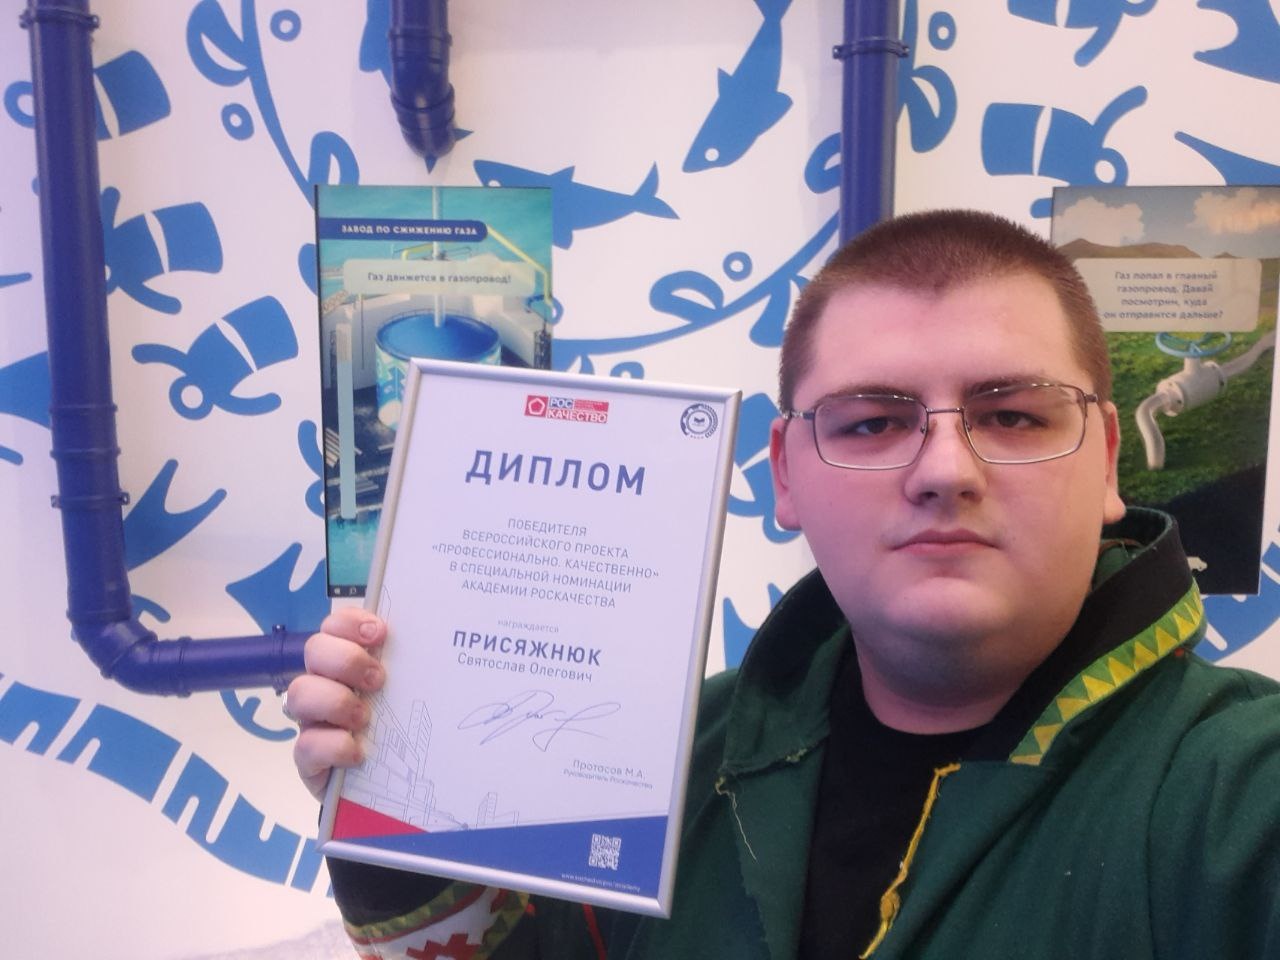 ЗАВОД ПО СЖИЖЕНИЮ ГАЗА
Газ движется в газопровод!
Газ попал в главный
газопровод. Давай
посмотрим, куда
он отправится дальше?
РОС
КАЧЕСТВО
ДИПЛОМ
ПОБЕДИТЕЛЯ
ВСЕРОССИЙСКОГО ПРОЕКТА
«ПРОФЕССИОНАЛЬНО. КАЧЕСТВЕННО»
В СПЕЦИАЛЬНОЙ НОМИНАЦИИ
АКАДЕМИИ РОСКАЧЕСТВА
награждается
ПРИСЯЖНЮК
Святослав Олегович
Протасов М.А.
Руководитель Роскачества